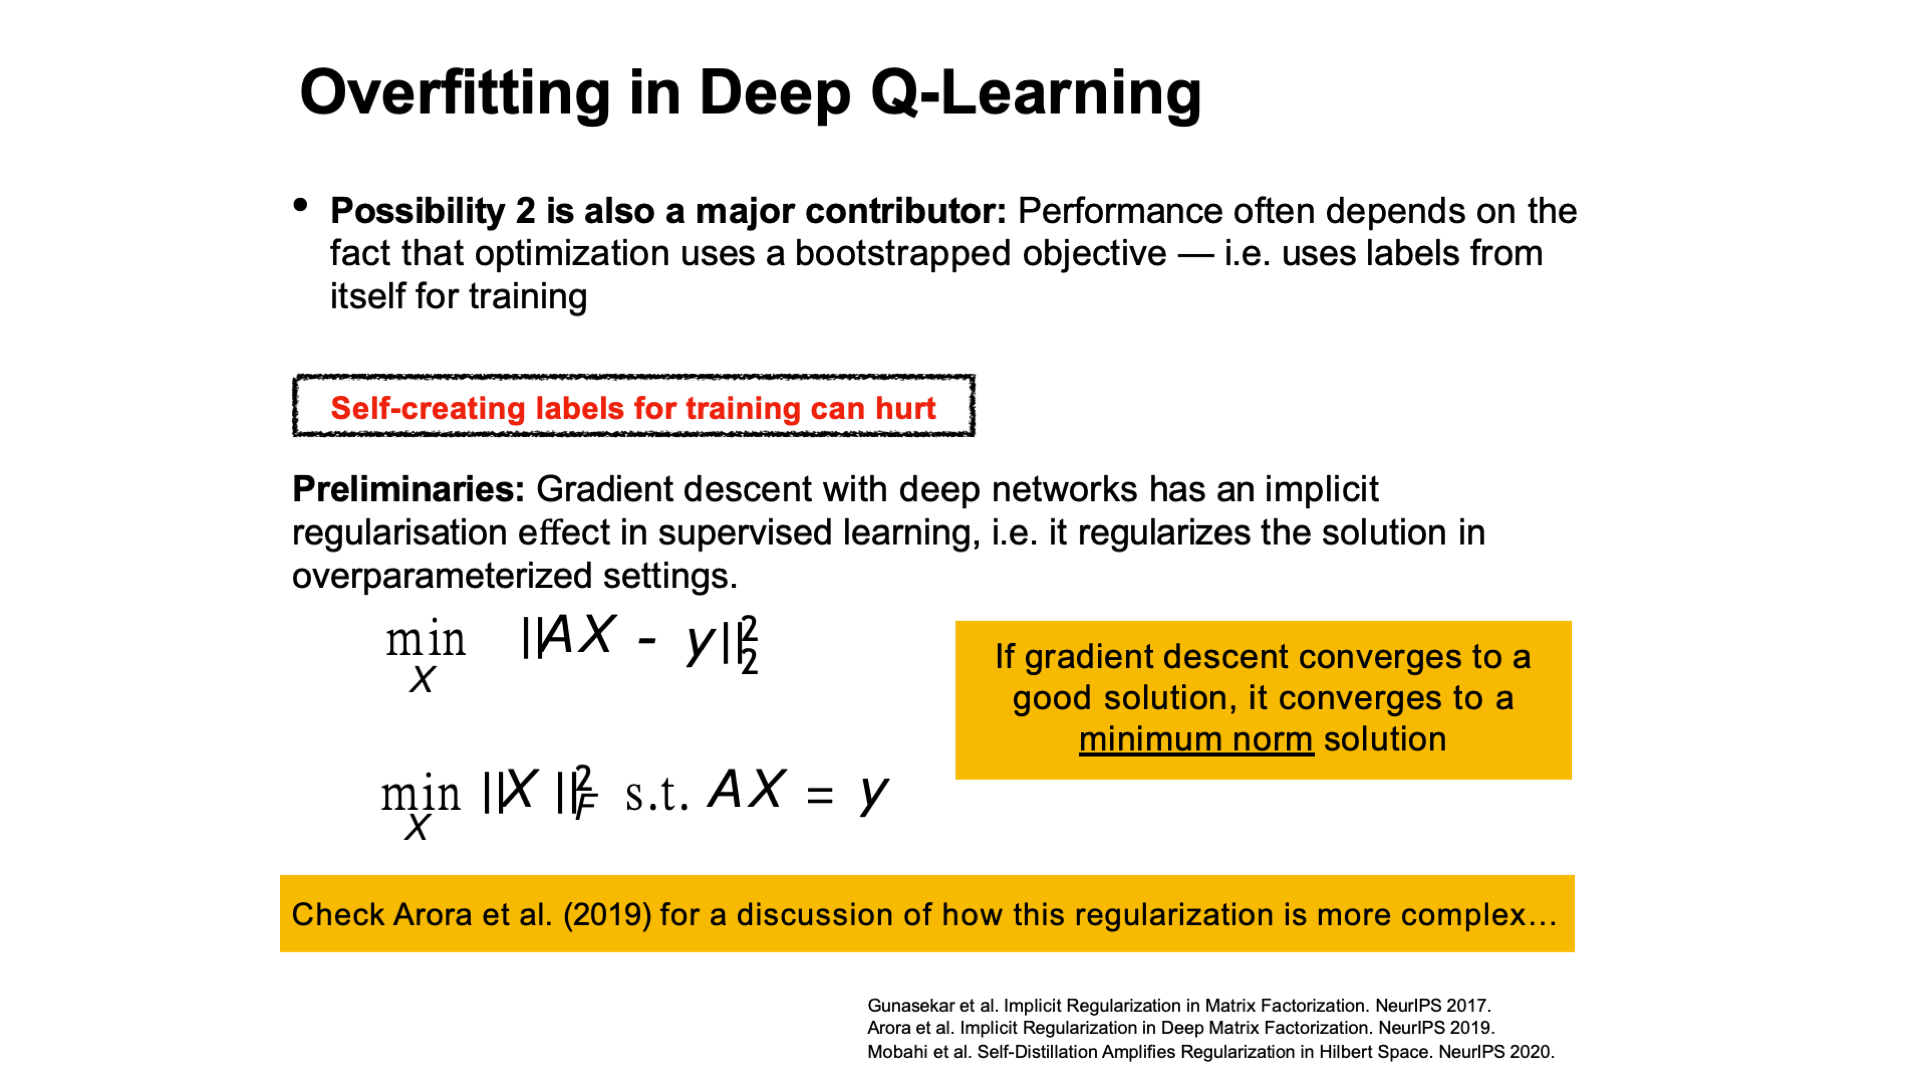 Overfitting in Deep Q-Learning
• Possibility 2 is also a major contributor: Performance often depends on the
fact that optimization uses a bootstrapped objective — i.e. uses labels from
itself for training
Self-creating labels for training can hurt
Preliminaries: Gradient descent with deep networks has an implicit
regularisation effect in supervised learning, i.e. it regularizes the solution in
overparameterized settings.
min_X ||AX - y||_2^2
If gradient descent converges to a
good solution, it converges to a
minimum norm solution
min_X ||X||_F^2 s.t. AX = y
Check Arora et al. (2019) for a discussion of how this regularization is more complex…
Gunasekar et al. Implicit Regularization in Matrix Factorization. NeurIPS 2017.
Arora et al. Implicit Regularization in Deep Matrix Factorization. NeurIPS 2019.
Mobahi et al. Self-Distillation Amplifies Regularization in Hilbert Space. NeurIPS 2020.